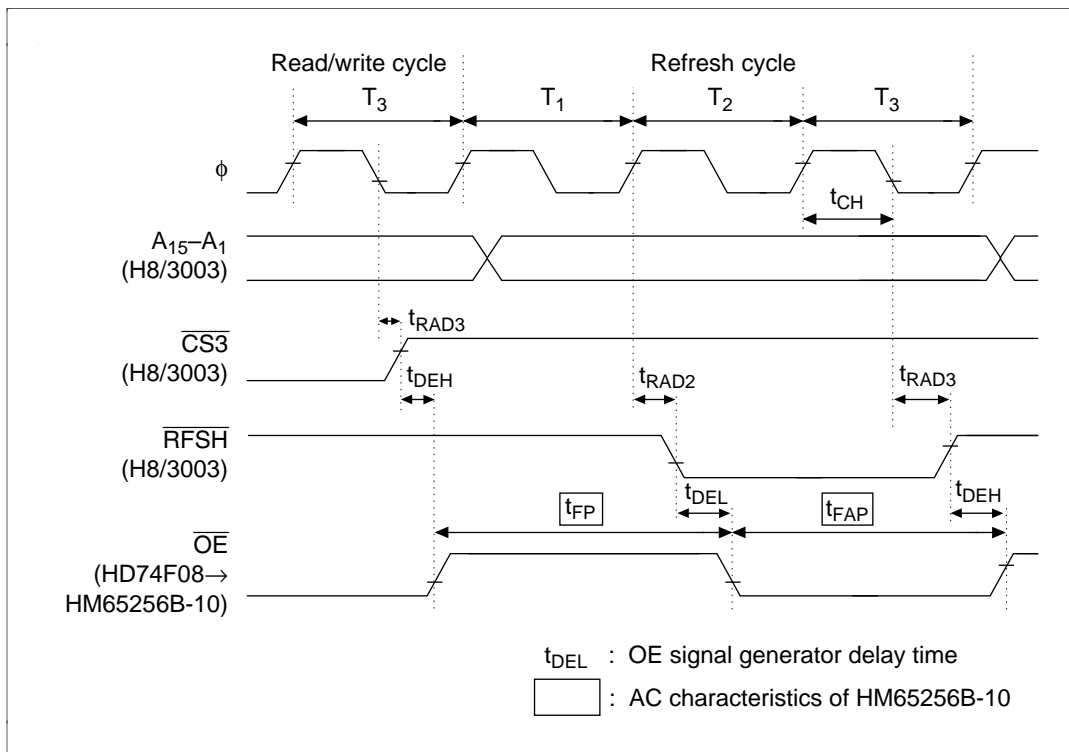 Read/write cycle Refresh cycle
T3 T1 T2 T3
ϕ
tCH
A15–A1
(H8/3003)
tRAD3
CS3
(H8/3003)
tDEH tRAD2 tRAD3
RFSH
(H8/3003)
tDEL tDEH
tFP tFAP
OE
(HD74F08→
HM65256B-10)
tDEL : OE signal generator delay time
: AC characteristics of HM65256B-10